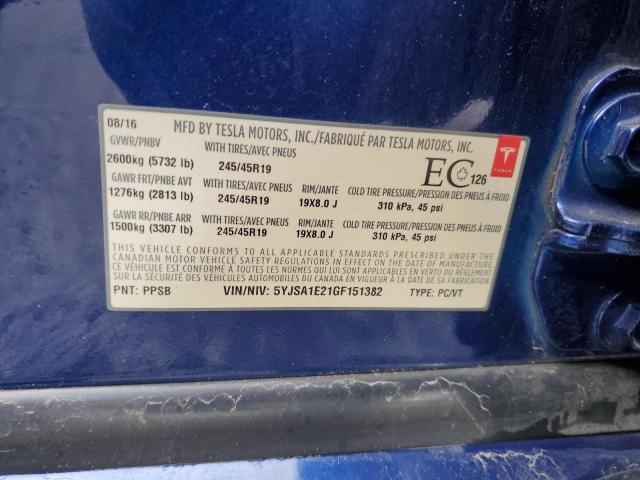 08/16 MFD BY TESLA MOTORS, INC./FABRIQUÉ PAR TESLA MOTORS, INC.
GVWR/PNBV WITH TIRES/AVEC PNEUS
2600kg (5732 lb) 245/45R19
EC 126
TESLA
GAWR FRT/PNBE AVT WITH TIRES/AVEC PNEUS RIM/JANTE COLD TIRE PRESSURE/PRESSION DES PNEUS À FROID
1276kg (2813 lb) 245/45R19 19X8.0 J 310 kPa, 45 psi
GAWR RR/PNBE ARR WITH TIRES/AVEC PNEUS RIM/JANTE COLD TIRE PRESSURE/PRESSION DES PNEUS À FROID
1500kg (3307 lb) 245/45R19 19X8.0 J 310 kPa, 45 psi
THIS VEHICLE CONFORMS TO ALL APPLICABLE STANDARDS PRESCRIBED UNDER THE
CANADIAN MOTOR VEHICLE SAFETY REGULATIONS IN EFFECT ON THE DATE OF
MANUFACTURE / CE VÉHICULE EST CONFORME À TOUTES LES NORMES QUI LUI
SONT APPLICABLES EN VERTU DU RÈGLEMENT
SUR LA SÉCURITÉ DES VÉHICULES AUTOMOBILES DU CANADA EN VIGUEUR À LA DATE DE SA FABRICATION
PNT: PPSB VIN/NIV: 5YJSA1E21GF151382 TYPE: PC/VT